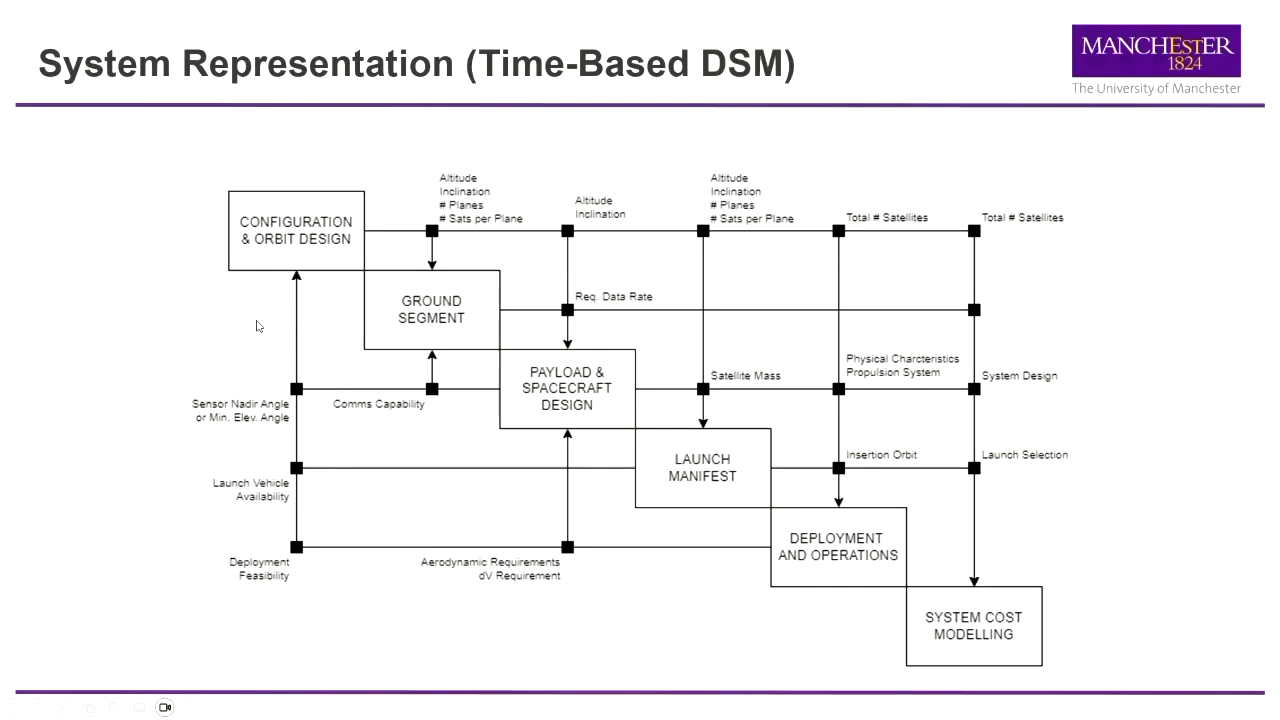 System Representation (Time-Based DSM)
MANCHESTER
1824
The University of Manchester
Altitude
Inclination
# Planes
# Sats per Plane
Altitude
Inclination
Altitude
Inclination
# Planes
# Sats per Plane
Total # Satellites
Total # Satellites
CONFIGURATION
& ORBIT DESIGN
GROUND
SEGMENT
Req. Data Rate
PAYLOAD &
SPACECRAFT
DESIGN
Satellite Mass
Physical Charcteristics
Propulsion System
System Design
Sensor Nadir Angle
or Min. Elev. Angle
Comms Capability
LAUNCH
MANIFEST
Insertion Orbit
Launch Selection
Launch Vehicle
Availability
DEPLOYMENT
AND OPERATIONS
Deployment
Feasibility
Aerodynamic Requirements
dV Requirement
SYSTEM COST
MODELLING